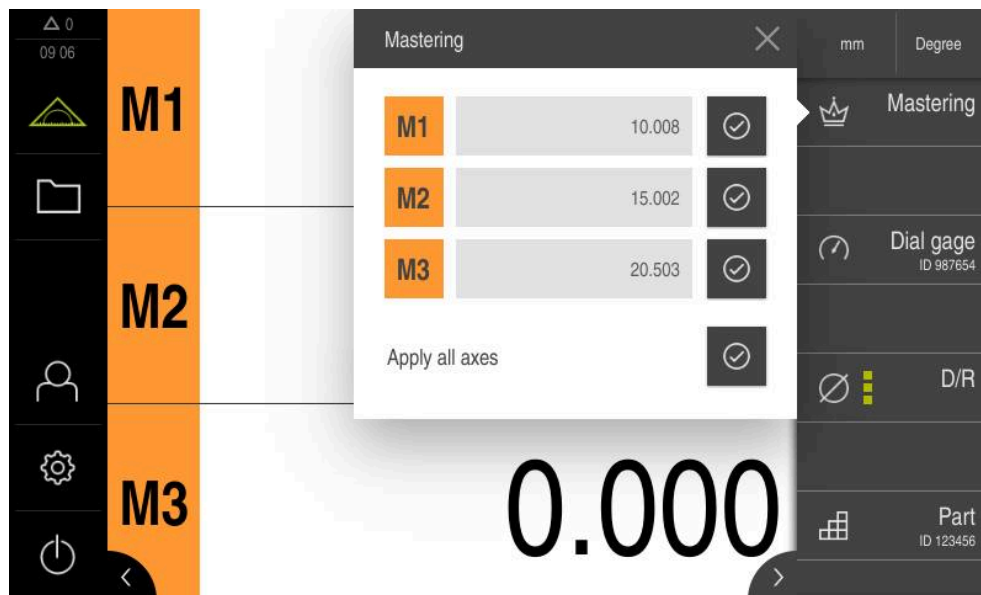 0
09 06
M1
M2
M3
0.000
Mastering
M1 10.008
M2 15.002
M3 20.503
Apply all axes
mm Degree
Mastering
Dial gage
ID 987654
D/R
Part
ID 123456